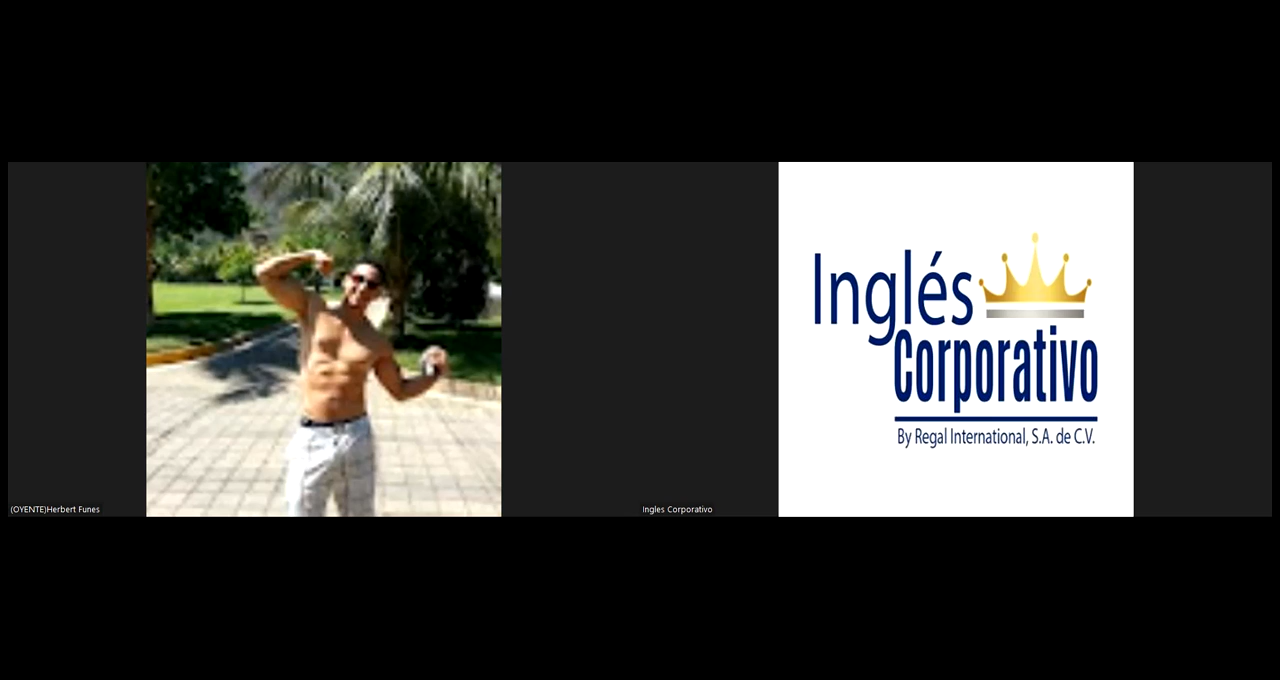 Inglés
Corporativo
By Regal International, S.A. de C.V.
(OYENTE)Herbert Funes
Ingles Corporativo